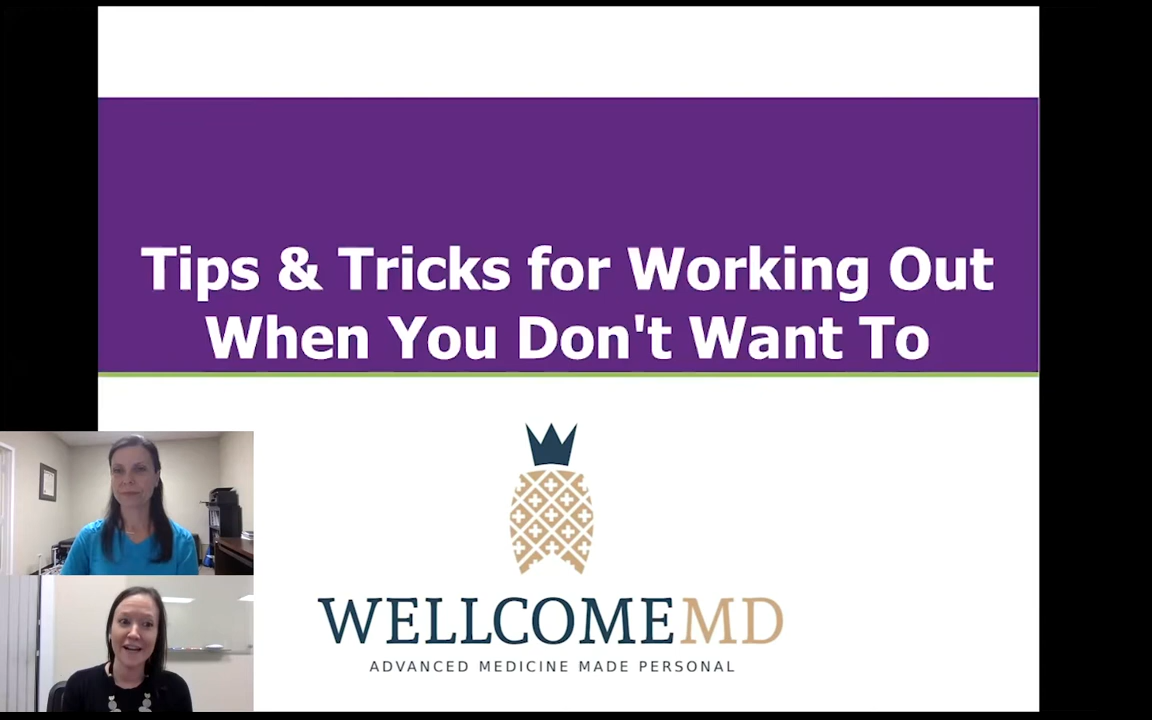 Tips & Tricks for Working Out
When You Don't Want To
WELLCOMEMD
ADVANCED MEDICINE MADE PERSONAL